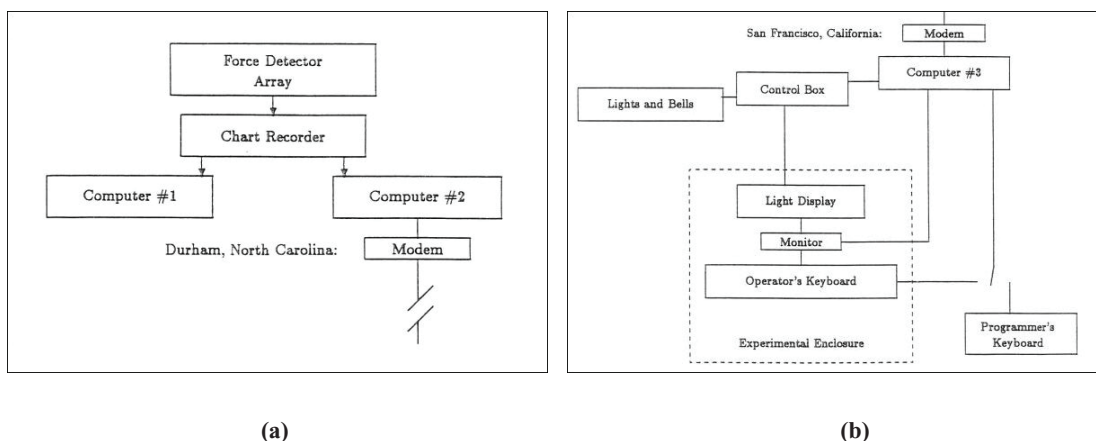 Force Detector
Array
Chart Recorder
Computer #1
Computer #2
Durham, North Carolina:
Modem
(a)
San Francisco, California:
Modem
Computer #3
Control Box
Lights and Bells
Light Display
Monitor
Operator's Keyboard
Experimental Enclosure
Programmer's
Keyboard
(b)